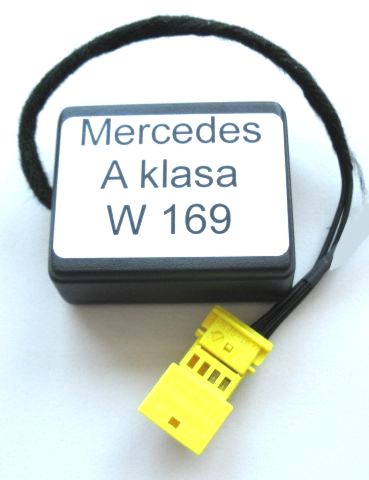 Mercedes
A klasa
W 169